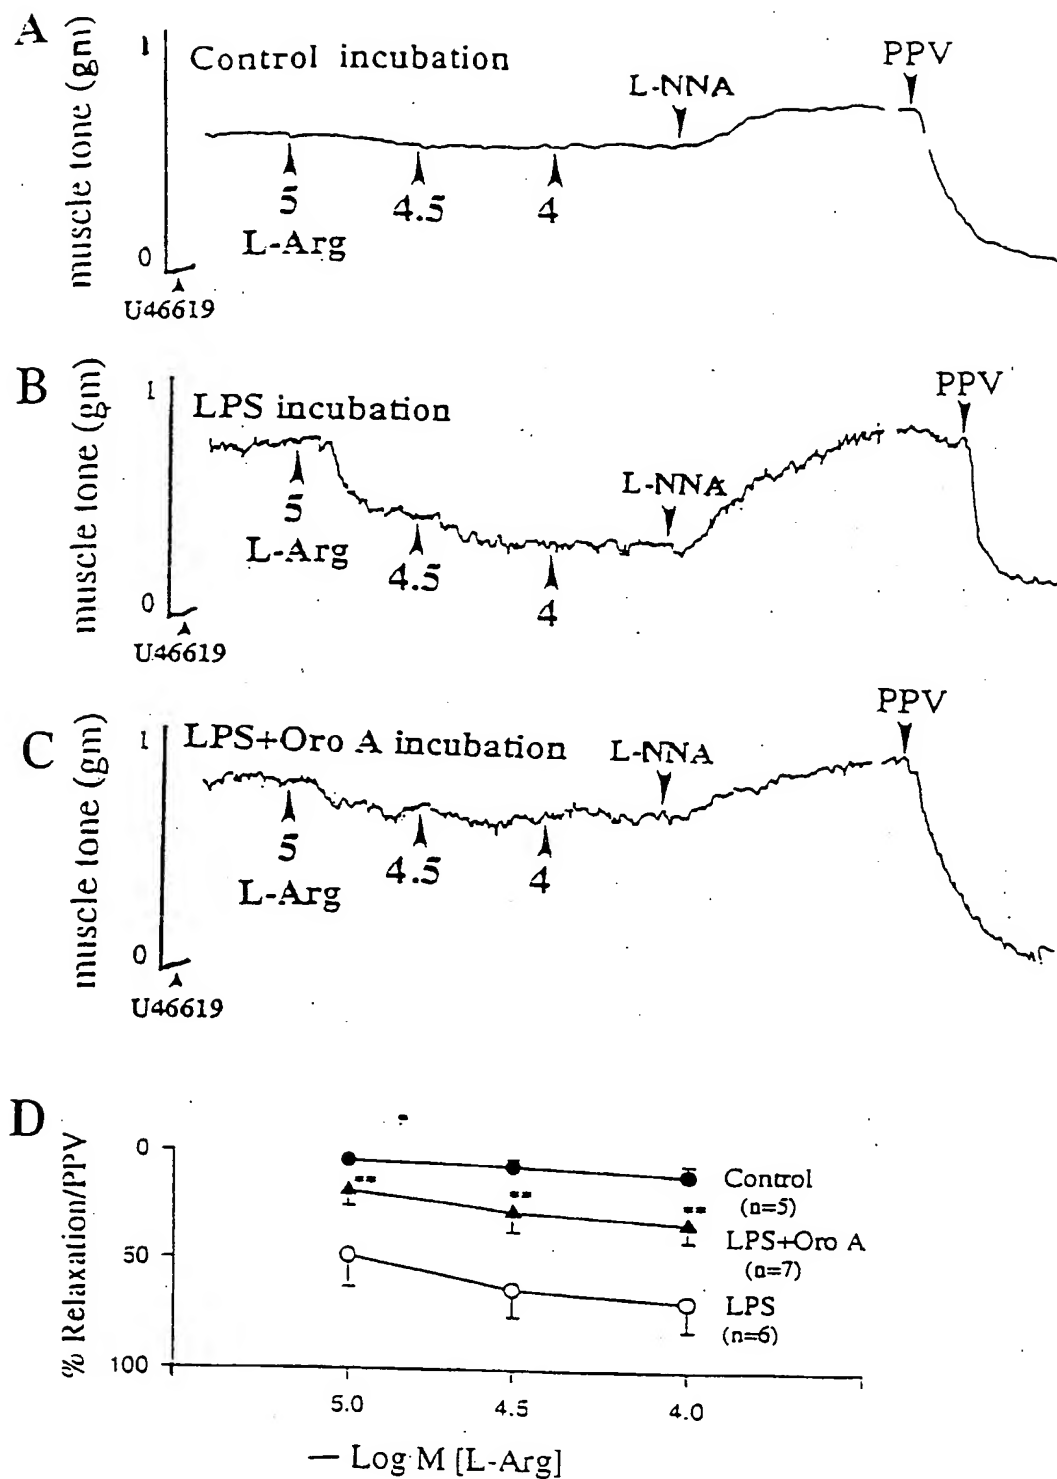 A
muscle tone (gm)
1
0
Control incubation
L-NNA
PPV
5
4.5
4
L-Arg
U46619
B
muscle tone (gm)
1
0
LPS incubation
L-NNA
PPV
5
4.5
4
L-Arg
U46619
C
muscle tone (gm)
1
0
LPS+Oro A incubation
L-NNA
PPV
5
4.5
4
L-Arg
U46619
D
% Relaxation/PPV
0
50
100
**
**
**
Control
(n=5)
LPS+Oro A
(n=7)
LPS
(n=6)
5.0
4.5
4.0
— Log M [L-Arg]